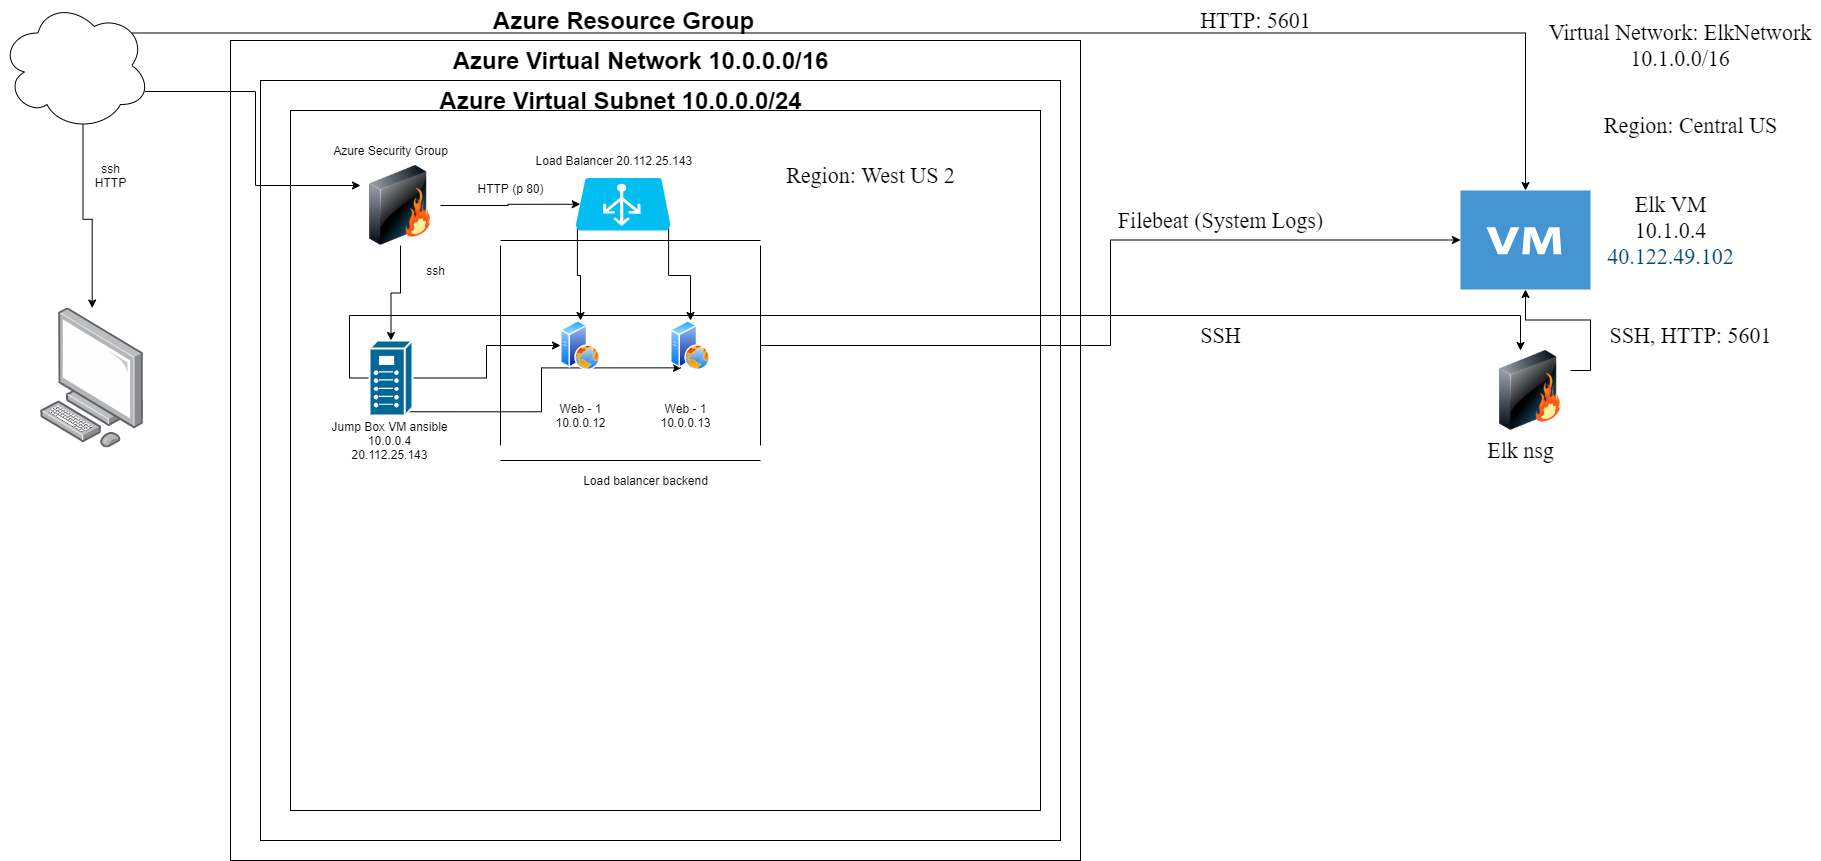 Azure Resource Group
HTTP: 5601
Virtual Network: ElkNetwork
10.1.0.0/16
Azure Virtual Network 10.0.0.0/16
Azure Virtual Subnet 10.0.0.0/24
Region: Central US
Azure Security Group
Load Balancer 20.112.25.143
ssh
HTTP
Region: West US 2
HTTP (p 80)
Filebeat (System Logs)
VM
Elk VM
10.1.0.4
40.122.49.102
ssh
SSH
SSH, HTTP: 5601
Web - 1
10.0.0.12
Web - 1
10.0.0.13
Jump Box VM ansible
10.0.0.4
20.112.25.143
Elk nsg
Load balancer backend